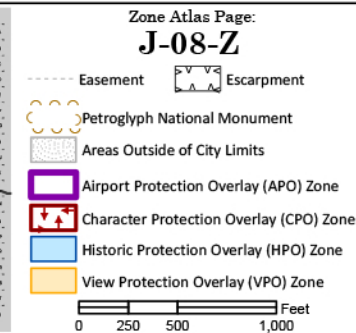 Zone Atlas Page:
J-08-Z
Easement Escarpment
Petroglyph National Monument
Areas Outside of City Limits
Airport Protection Overlay (APO) Zone
Character Protection Overlay (CPO) Zone
Historic Protection Overlay (HPO) Zone
View Protection Overlay (VPO) Zone
Feet
0 250 500 1,000